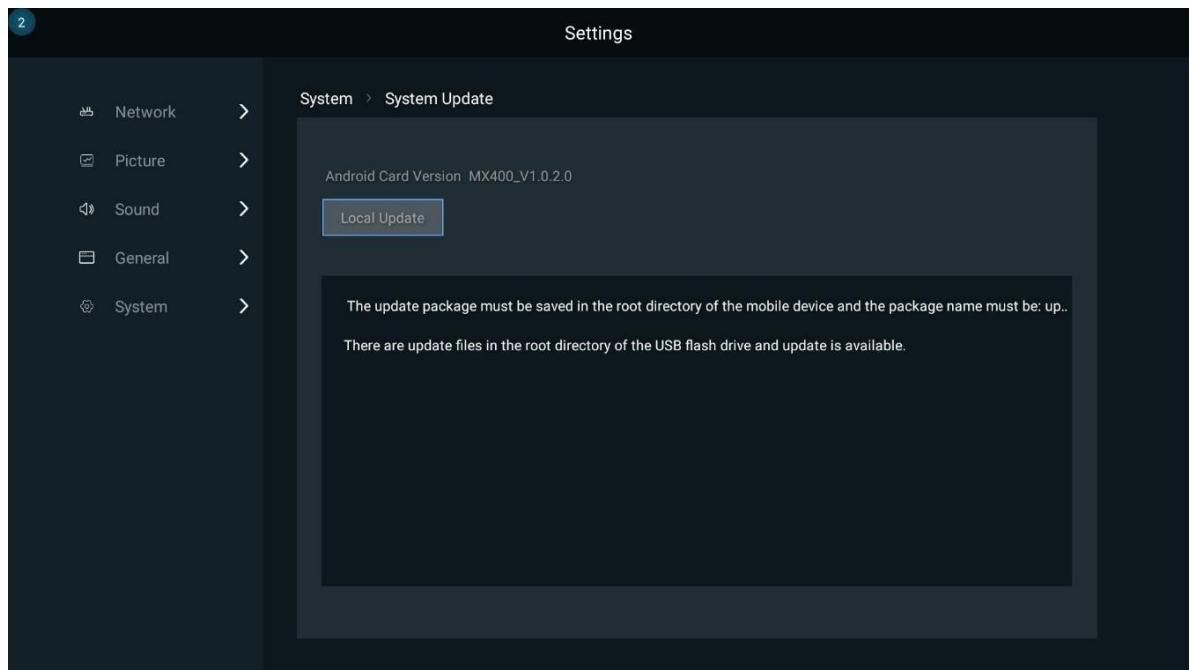 2
Settings
Network
Picture
Sound
General
System
System > System Update
Android Card Version MX400_V1.0.2.0
Local Update
The update package must be saved in the root directory of the mobile device and the package name must be: up..
There are update files in the root directory of the USB flash drive and update is available.